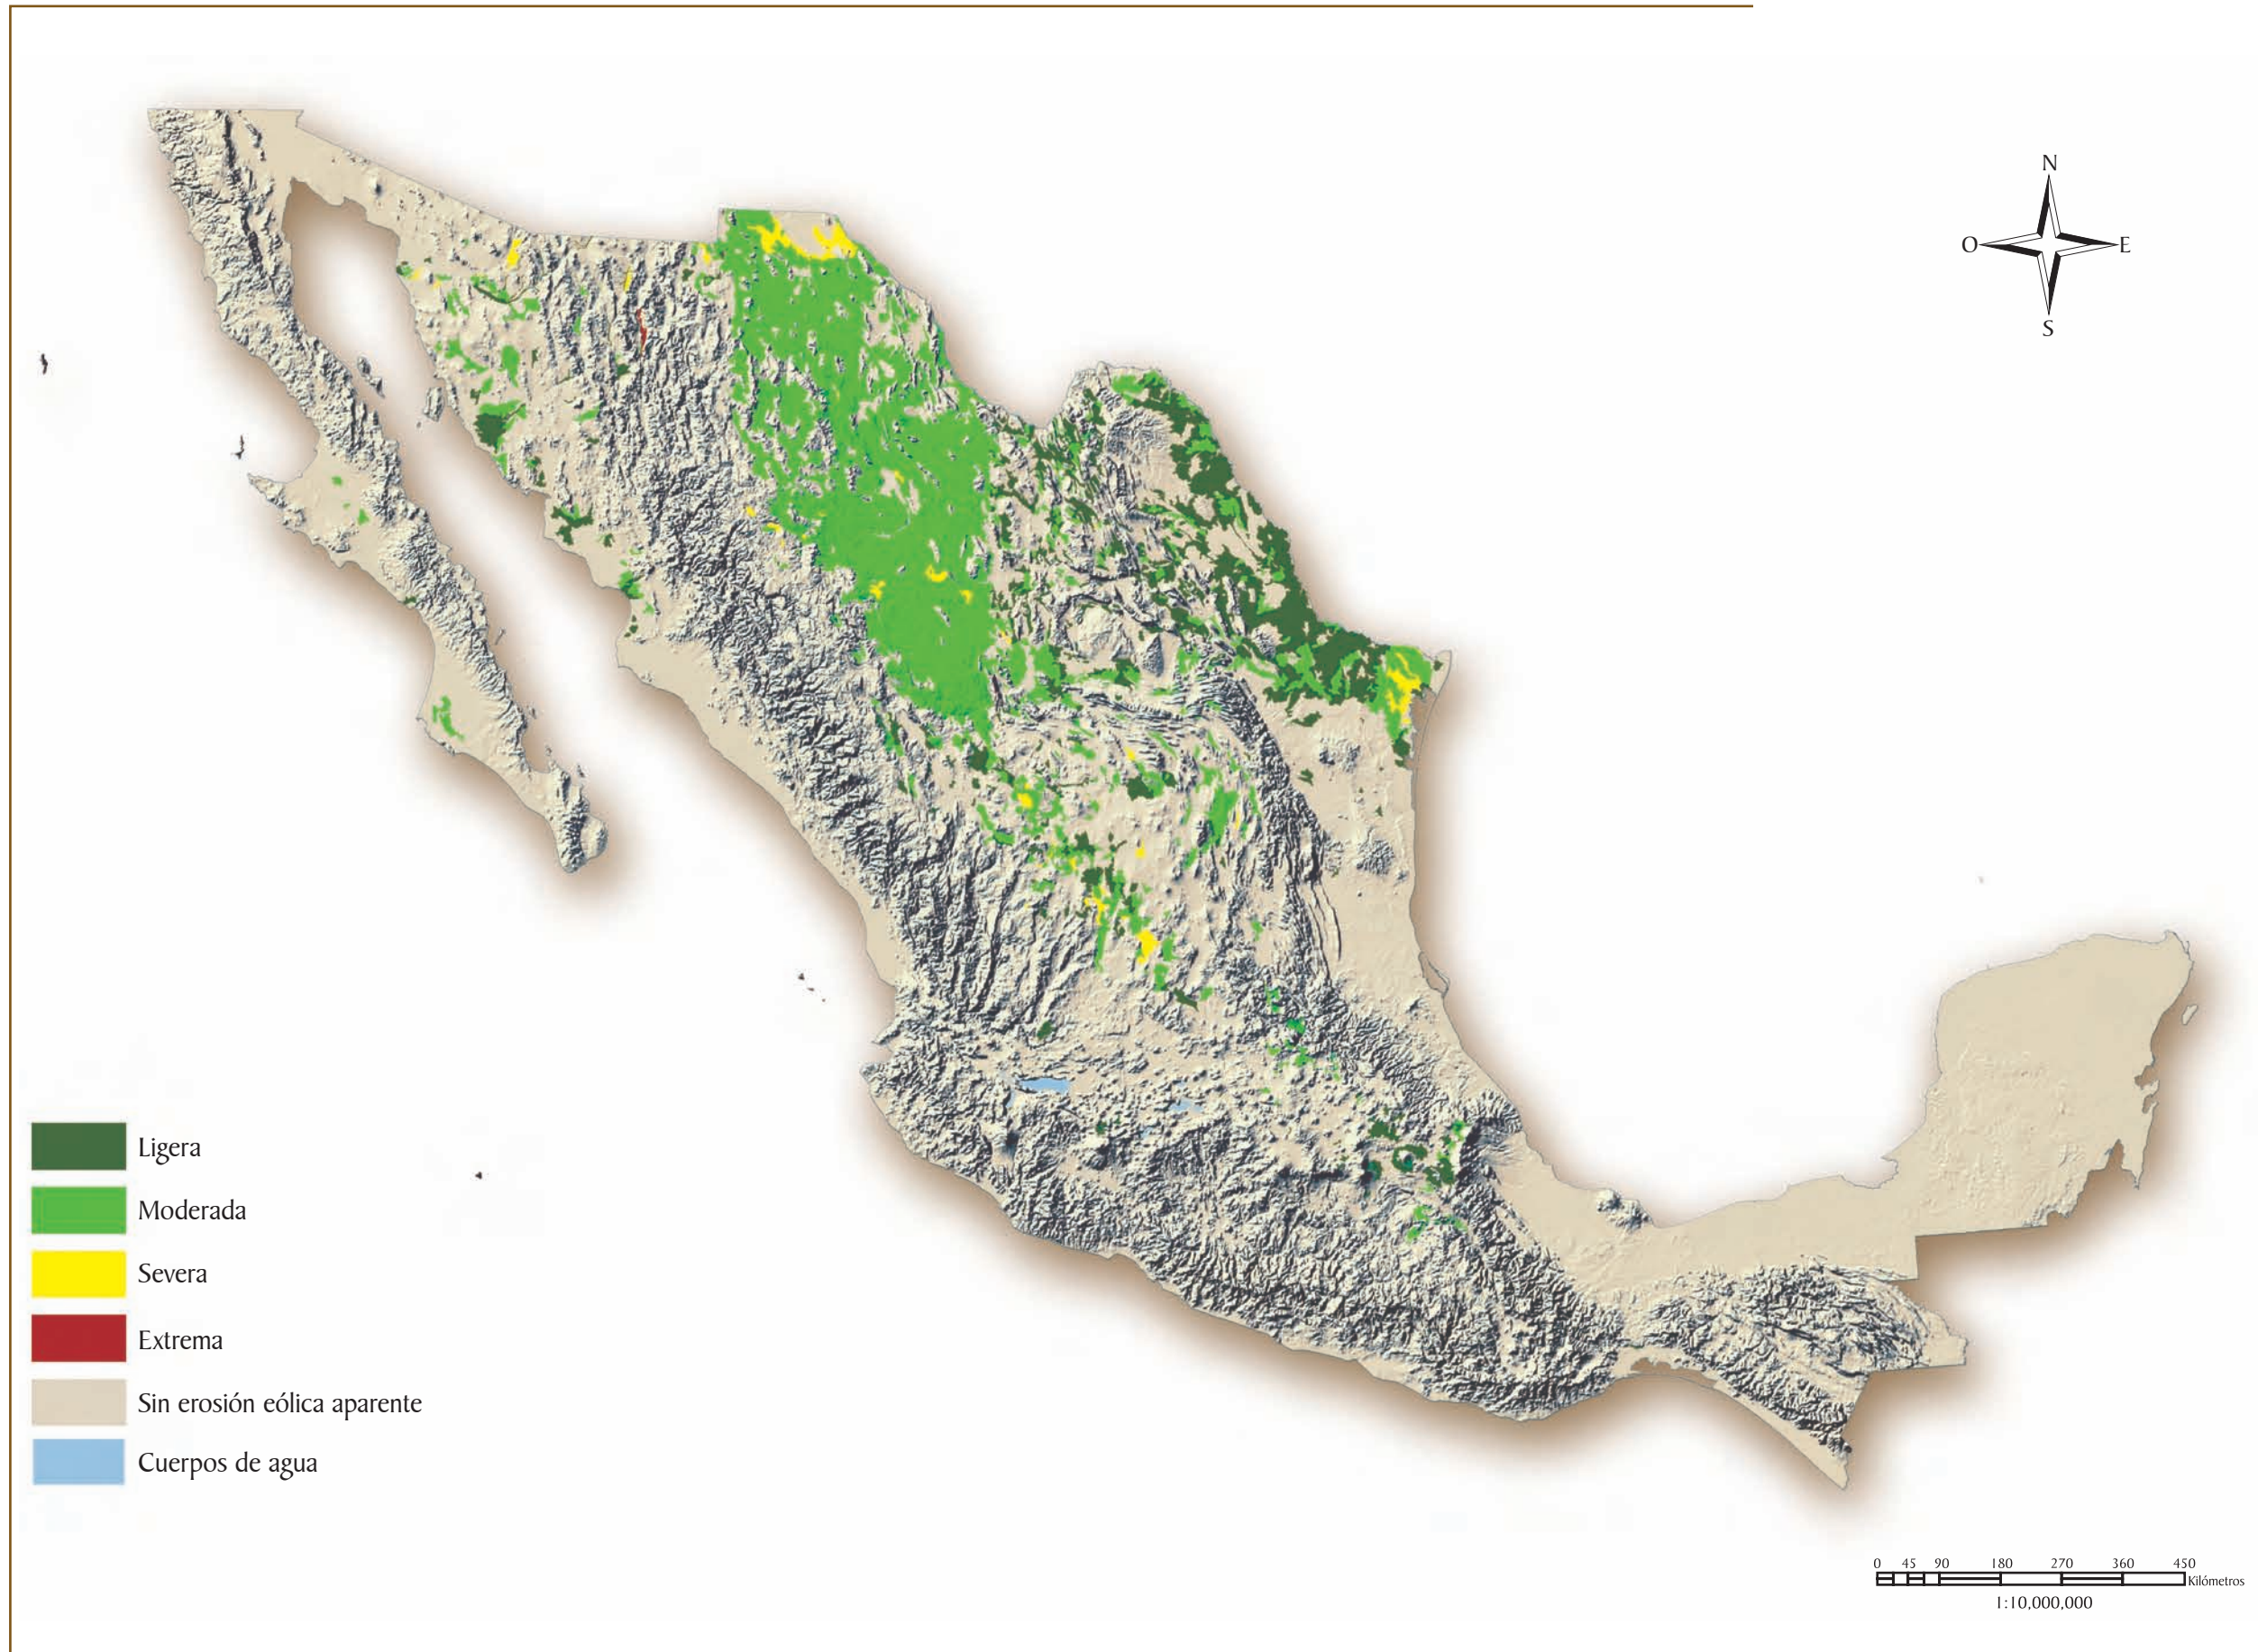 N
O
E
S
Ligera
Moderada
Severa
Extrema
Sin erosión eólica aparente
Cuerpos de agua
0 45 90 180 270 360 450
Kilómetros
1:10,000,000